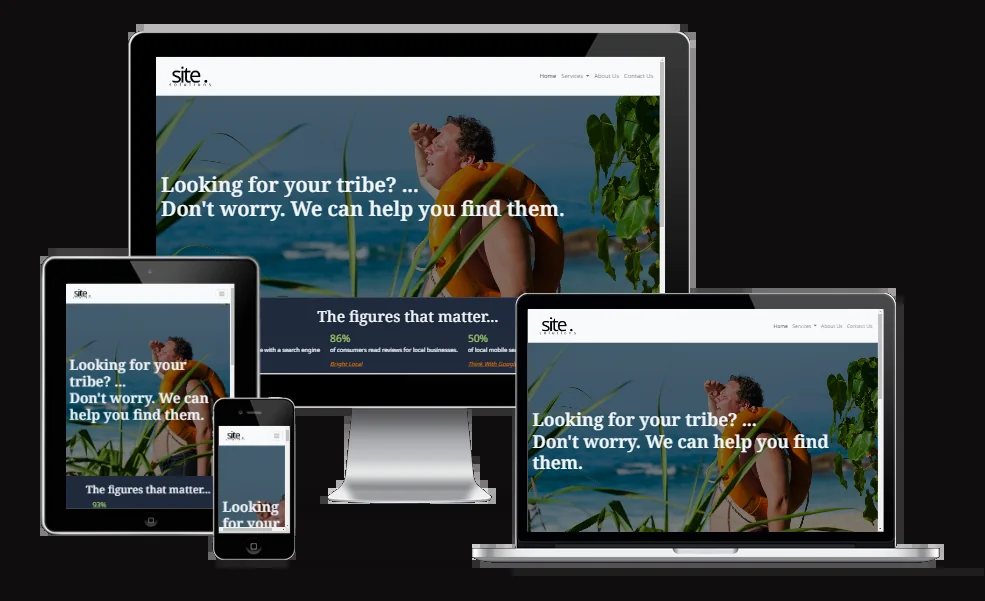 site.
solutions
Home Services About Us Contact Us
Looking for your tribe? ...
Don't worry. We can help you find them.
The figures that matter...
86%
50%
e with a search engine
of consumers read reviews for local businesses.
of local mobile se
Bright Local
Think With Googl
site.
Looking for your
tribe? ...
Don't worry. We can
help you find them.
The figures that matter...
93%
site.
Looking
for your
site.
solutions
Home Services About Us Contact Us
Looking for your tribe? ...
Don't worry. We can help you find
them.